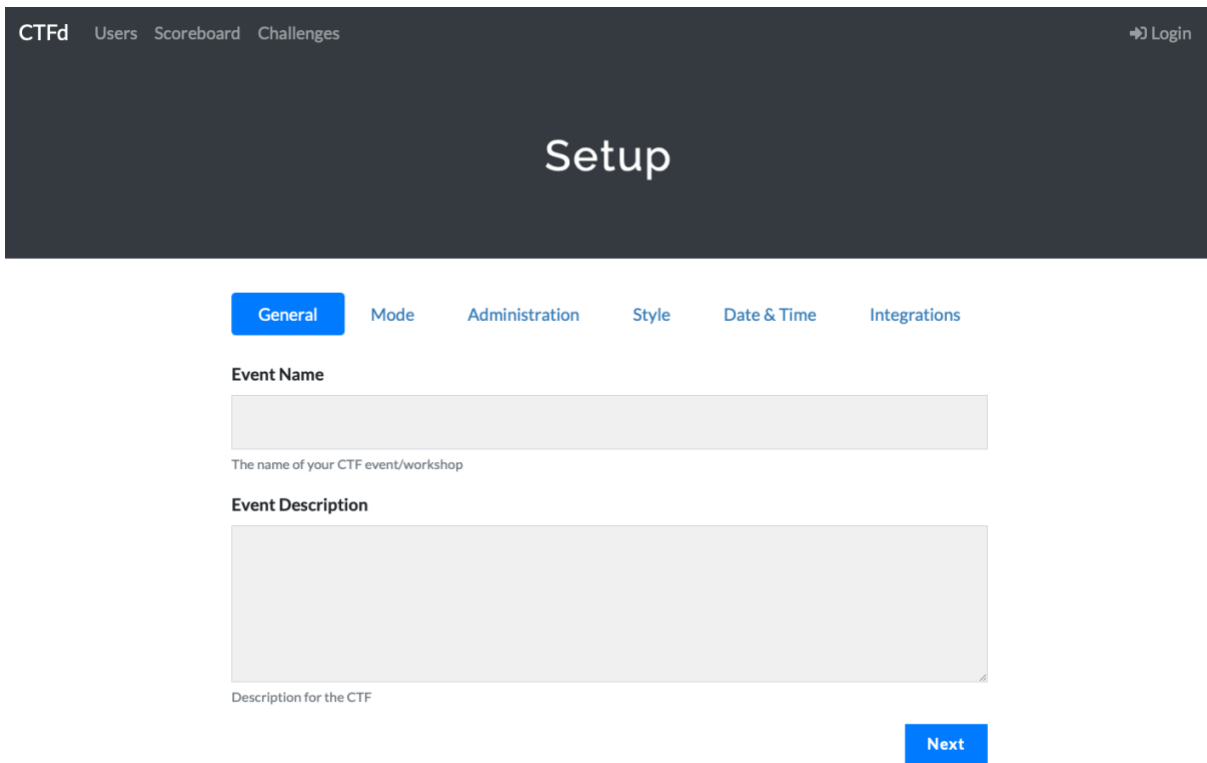 CTFd Users Scoreboard Challenges Login
Setup
General Mode Administration Style Date & Time Integrations
Event Name
The name of your CTF event/workshop
Event Description
Description for the CTF
Next